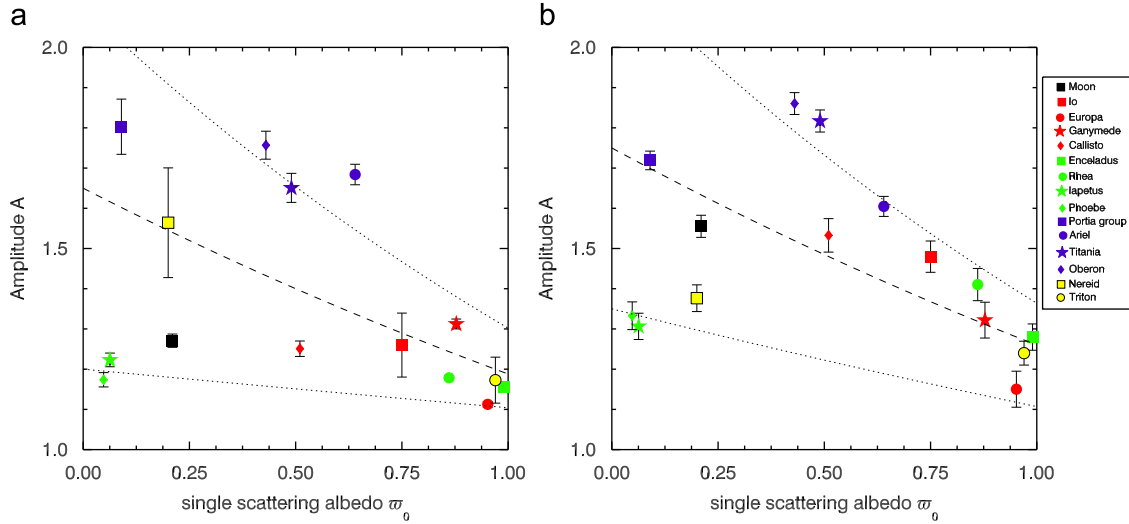 a
2.0
1.5
1.0
Amplitude A
0.00
0.25
0.50
0.75
1.00
single scattering albedo ϖ₀
b
2.0
1.5
1.0
Amplitude A
0.00
0.25
0.50
0.75
1.00
single scattering albedo ϖ₀
Moon
Io
Europa
Ganymede
Callisto
Enceladus
Rhea
Iapetus
Phoebe
Portia group
Ariel
Titania
Oberon
Nereid
Triton